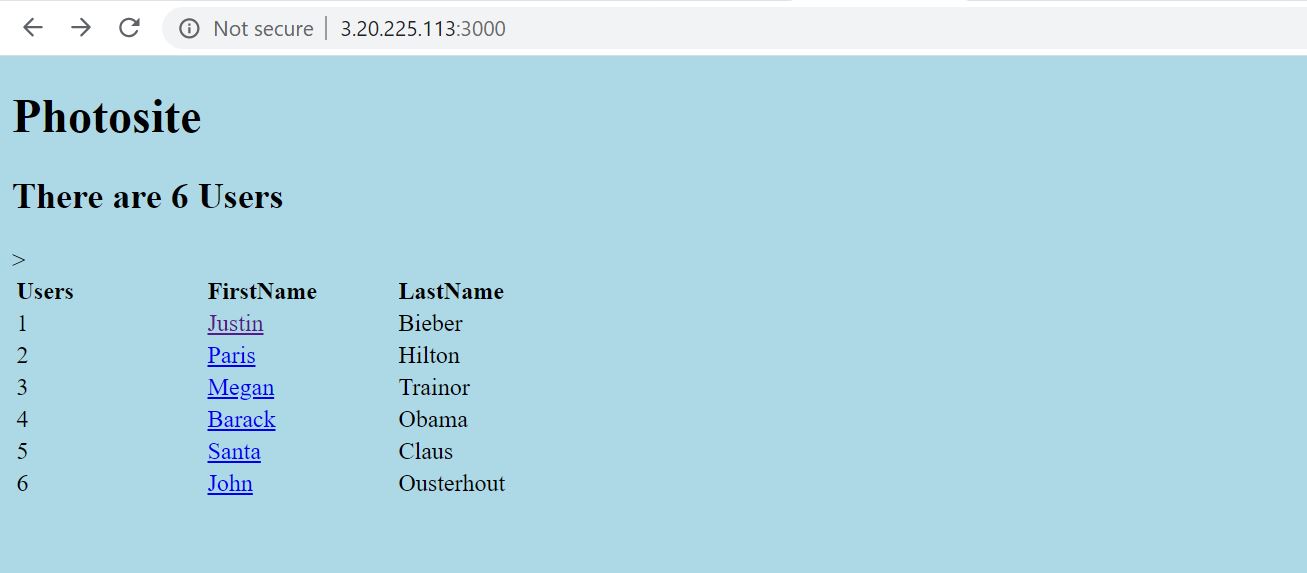 Not secure | 3.20.225.113:3000
Photosite
There are 6 Users
>
Users FirstName LastName
1 Justin Bieber
2 Paris Hilton
3 Megan Trainor
4 Barack Obama
5 Santa Claus
6 John Ousterhout